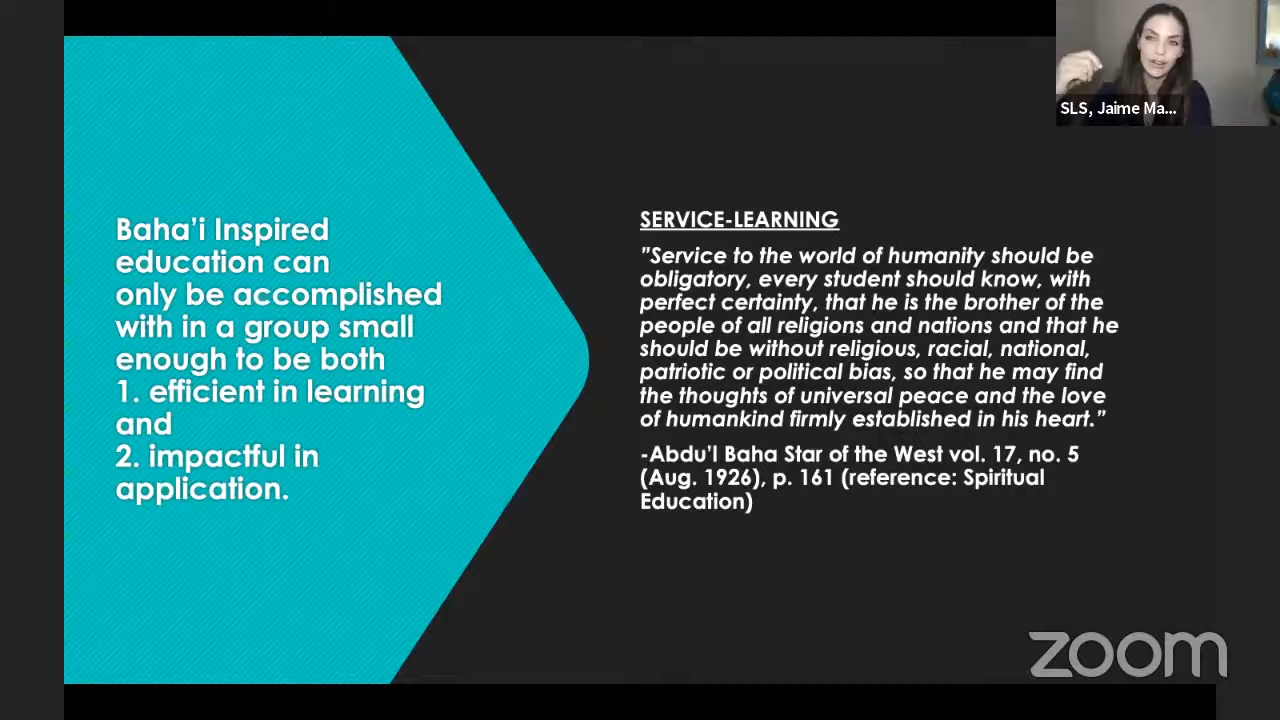 SLS, Jaime Ma...
Baha'i Inspired
education can
only be accomplished
with in a group small
enough to be both
1. efficient in learning
and
2. impactful in
application.
SERVICE-LEARNING
"Service to the world of humanity should be
obligatory, every student should know, with
perfect certainty, that he is the brother of the
people of all religions and nations and that he
should be without religious, racial, national,
patriotic or political bias, so that he may find
the thoughts of universal peace and the love
of humankind firmly established in his heart."
-Abdu'l Baha Star of the West vol. 17, no. 5
(Aug. 1926), p. 161 (reference: Spiritual
Education)
zoom